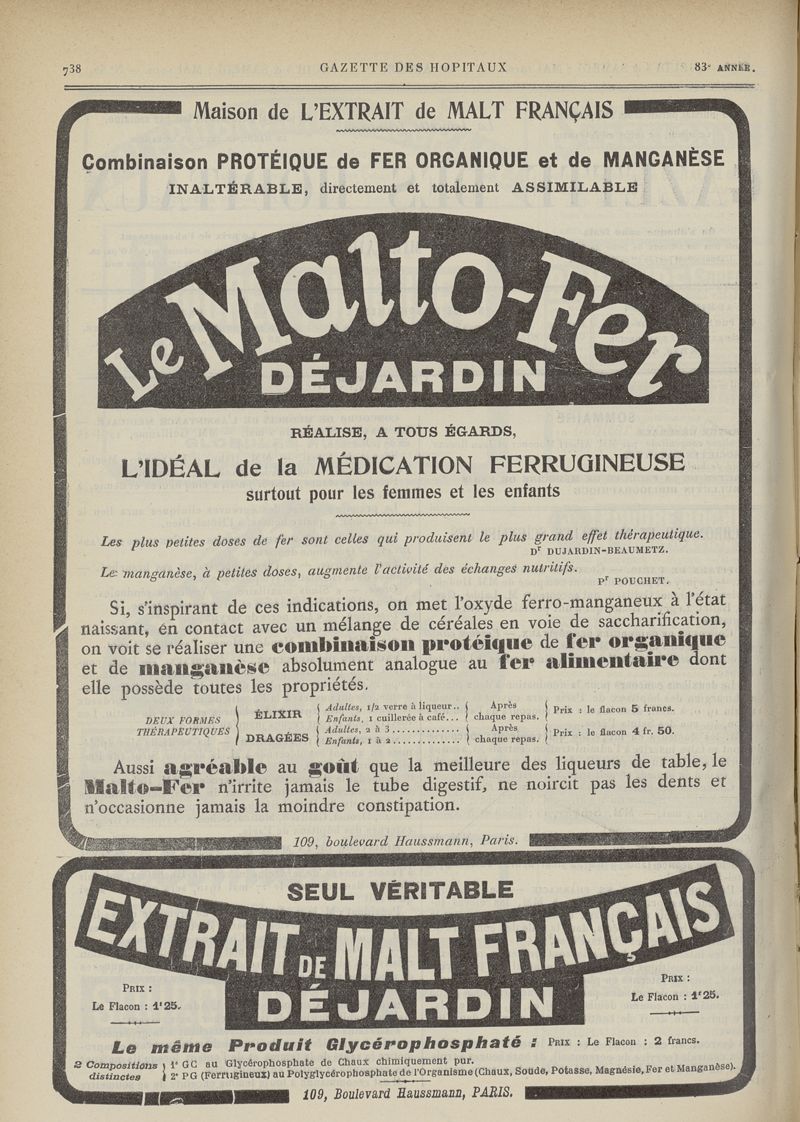 738 GAZETTE DES HOPITAUX 83e ANNÉE.
Maison de L'EXTRAIT de MALT FRANÇAIS
Combinaison PROTÉIQUE de FER ORGANIQUE et de MANGANÈSE
INALTÉRABLE, directement et totalement ASSIMILABLE
Le Malto-Fer
DÉJARDIN
RÉALISE, A TOUS ÉGARDS,
L'IDÉAL de la MÉDICATION FERRUGINEUSE
surtout pour les femmes et les enfants
Les plus petites doses de fer sont celles qui produisent le plus grand effet thérapeutique.
Dr DUJARDIN-BEAUMETZ.
Le manganèse, à petites doses, augmente l'activité des échanges nutritifs.
Pr POUCHET.
Si, s'inspirant de ces indications, on met l'oxyde ferro-manganeux à l'état
naissant, en contact avec un mélange de céréales en voie de saccharification,
on voit se réaliser une combinaison protéique de fer organique
et de manganèse absolument analogue au fer alimentaire dont
elle possède toutes les propriétés.
DEUX FORMES THÉRAPEUTIQUES
ÉLIXIR { Adultes, 1/2 verre à liqueur.. } Après chaque repas. { Prix : le flacon 5 francs.
Enfants, 1 cuillerée à café...
DRAGÉES { Adultes, 2 à 3.............. } Après chaque repas. { Prix : le flacon 4 fr. 50.
Enfants, 1 à 2..............
Aussi agréable au goût que la meilleure des liqueurs de table, le
Malto-Fer n'irrite jamais le tube digestif, ne noircit pas les dents et
n'occasionne jamais la moindre constipation.
109, boulevard Haussmann, Paris.
SEUL VÉRITABLE
EXTRAIT DE MALT FRANÇAIS
DÉJARDIN
PRIX :
Le Flacon : 1f25.
PRIX :
Le Flacon : 1f25.
Le même Produit Glycérophosphaté : PRIX : Le Flacon : 2 francs.
2 Compositions distinctes
1° GC au Glycérophosphate de Chaux chimiquement pur.
2° PG (Ferrugineux) au Polyglycérophosphate de l'Organisme (Chaux, Soude, Potasse, Magnésie, Fer et Manganèse).
109, Boulevard Haussmann, PARIS.